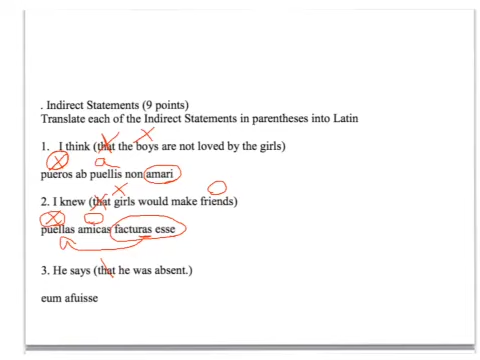 . Indirect Statements (9 points)
Translate each of the Indirect Statements in parentheses into Latin
1. I think (that the boys are not loved by the girls)
a
pueros ab puellis non amari
2. I knew (that girls would make friends)
puellas amicas facturas esse
3. He says (that he was absent.)
eum afuisse